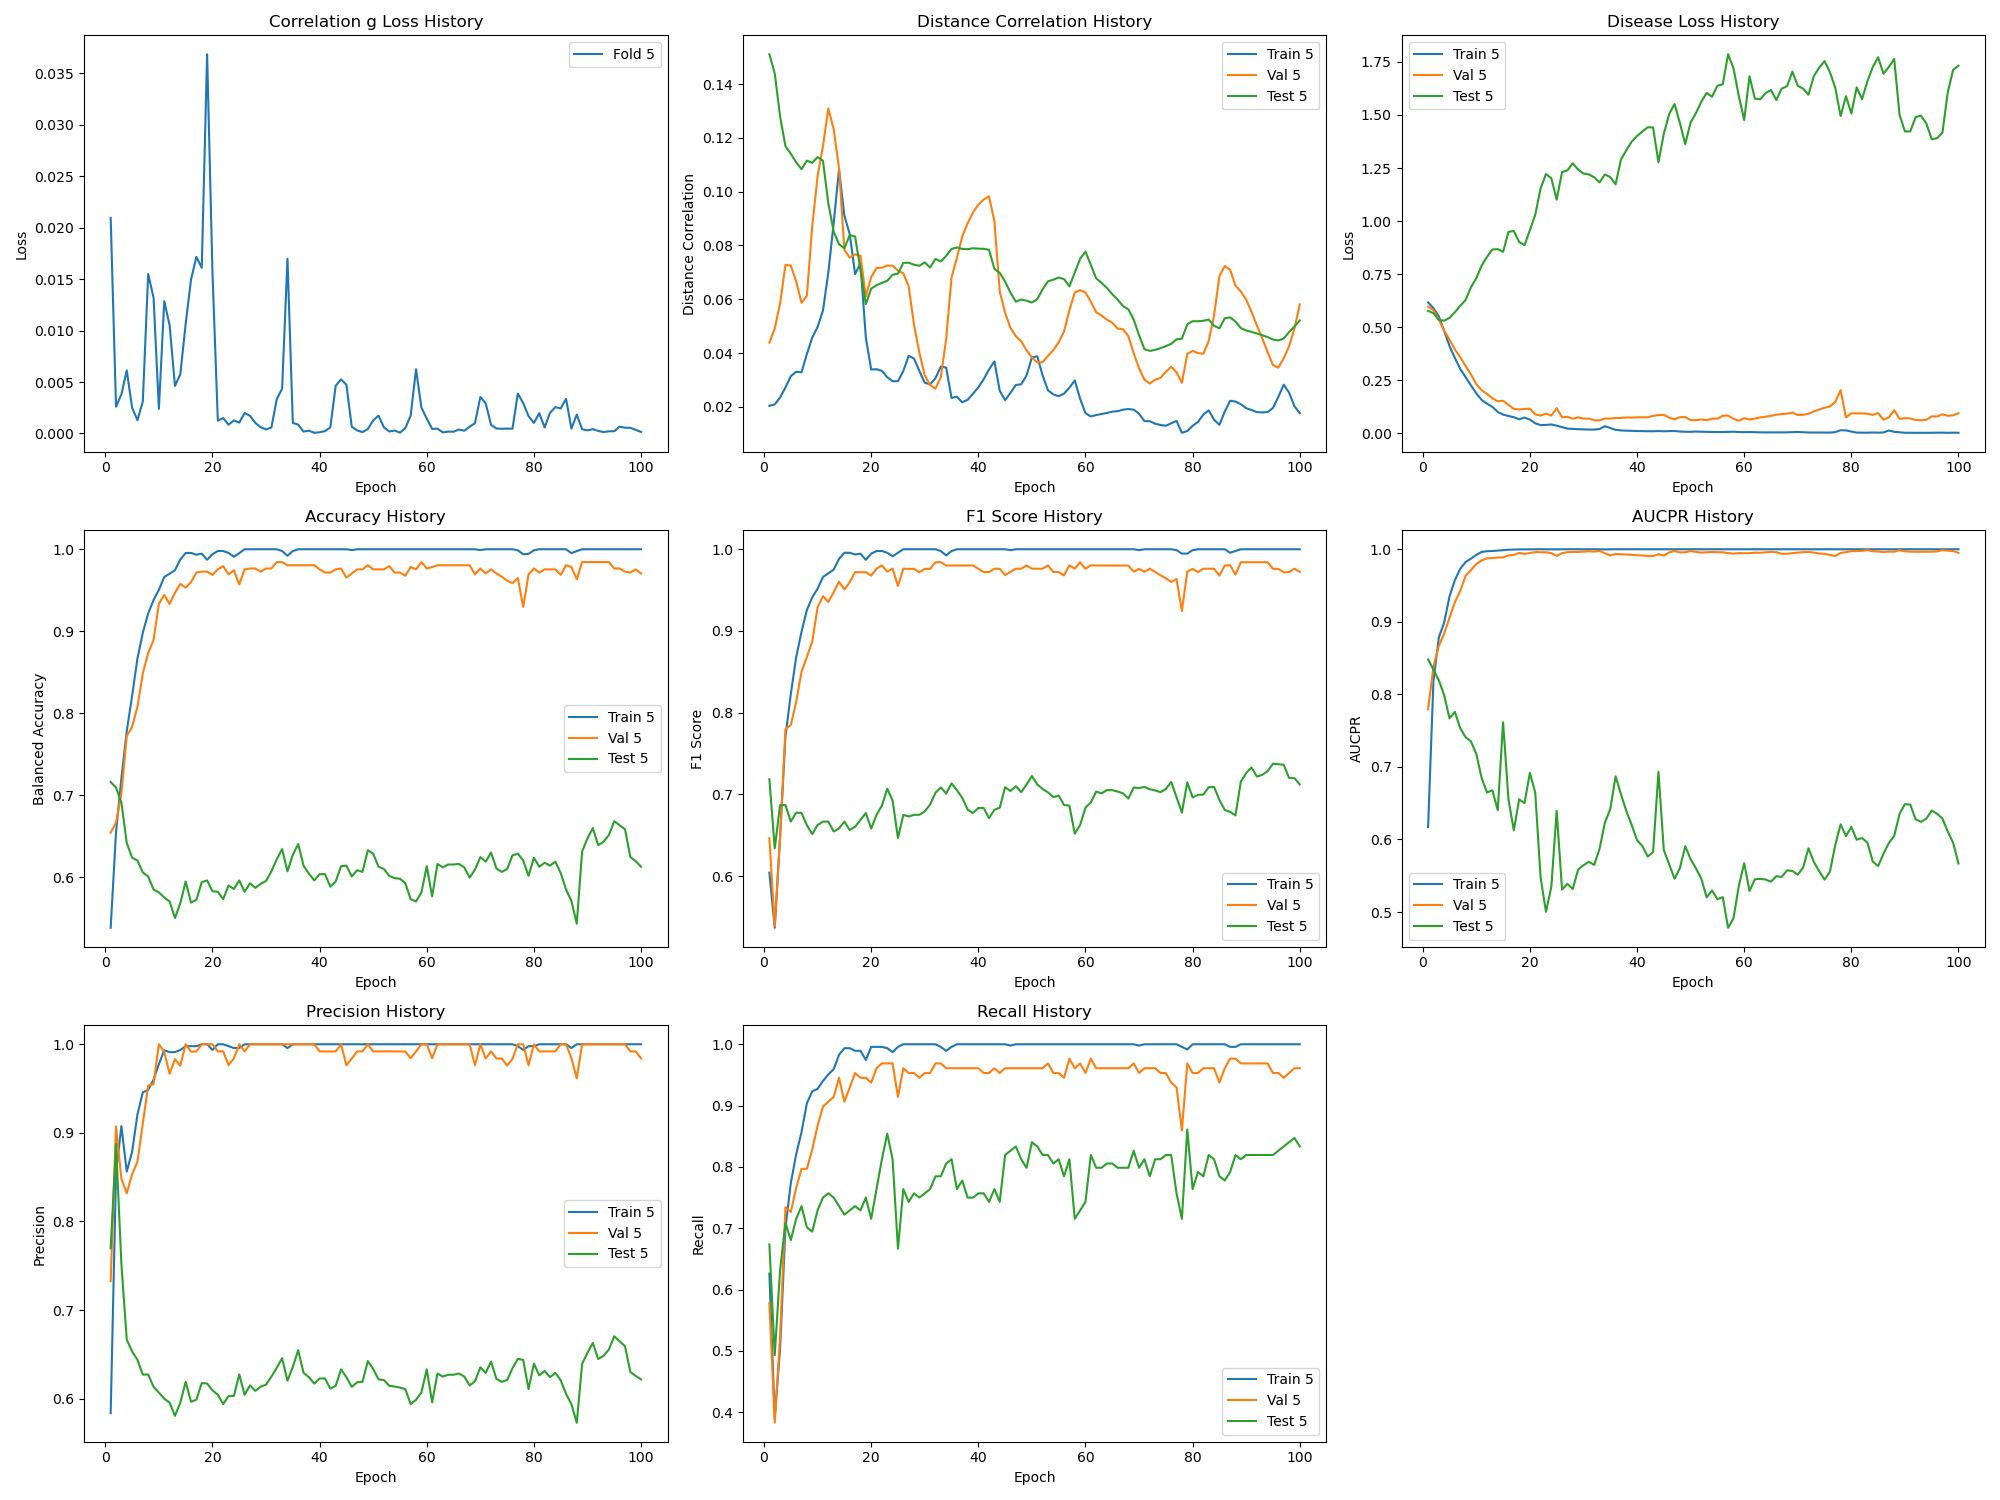 Correlation g Loss History
Loss
0.035
0.030
0.025
0.020
0.015
0.010
0.005
0.000
0 20 40 60 80 100
Epoch
Fold 5
Distance Correlation History
Distance Correlation
0.14
0.12
0.10
0.08
0.06
0.04
0.02
0 20 40 60 80 100
Epoch
Train 5
Val 5
Test 5
Disease Loss History
Loss
1.75
1.50
1.25
1.00
0.75
0.50
0.25
0.00
0 20 40 60 80 100
Epoch
Train 5
Val 5
Test 5
Accuracy History
Balanced Accuracy
1.0
0.9
0.8
0.7
0.6
0 20 40 60 80 100
Epoch
Train 5
Val 5
Test 5
F1 Score History
F1 Score
1.0
0.9
0.8
0.7
0.6
0 20 40 60 80 100
Epoch
Train 5
Val 5
Test 5
AUCPR History
AUCPR
1.0
0.9
0.8
0.7
0.6
0.5
0 20 40 60 80 100
Epoch
Train 5
Val 5
Test 5
Precision History
Precision
1.0
0.9
0.8
0.7
0.6
0 20 40 60 80 100
Epoch
Train 5
Val 5
Test 5
Recall History
Recall
1.0
0.9
0.8
0.7
0.6
0.5
0.4
0 20 40 60 80 100
Epoch
Train 5
Val 5
Test 5